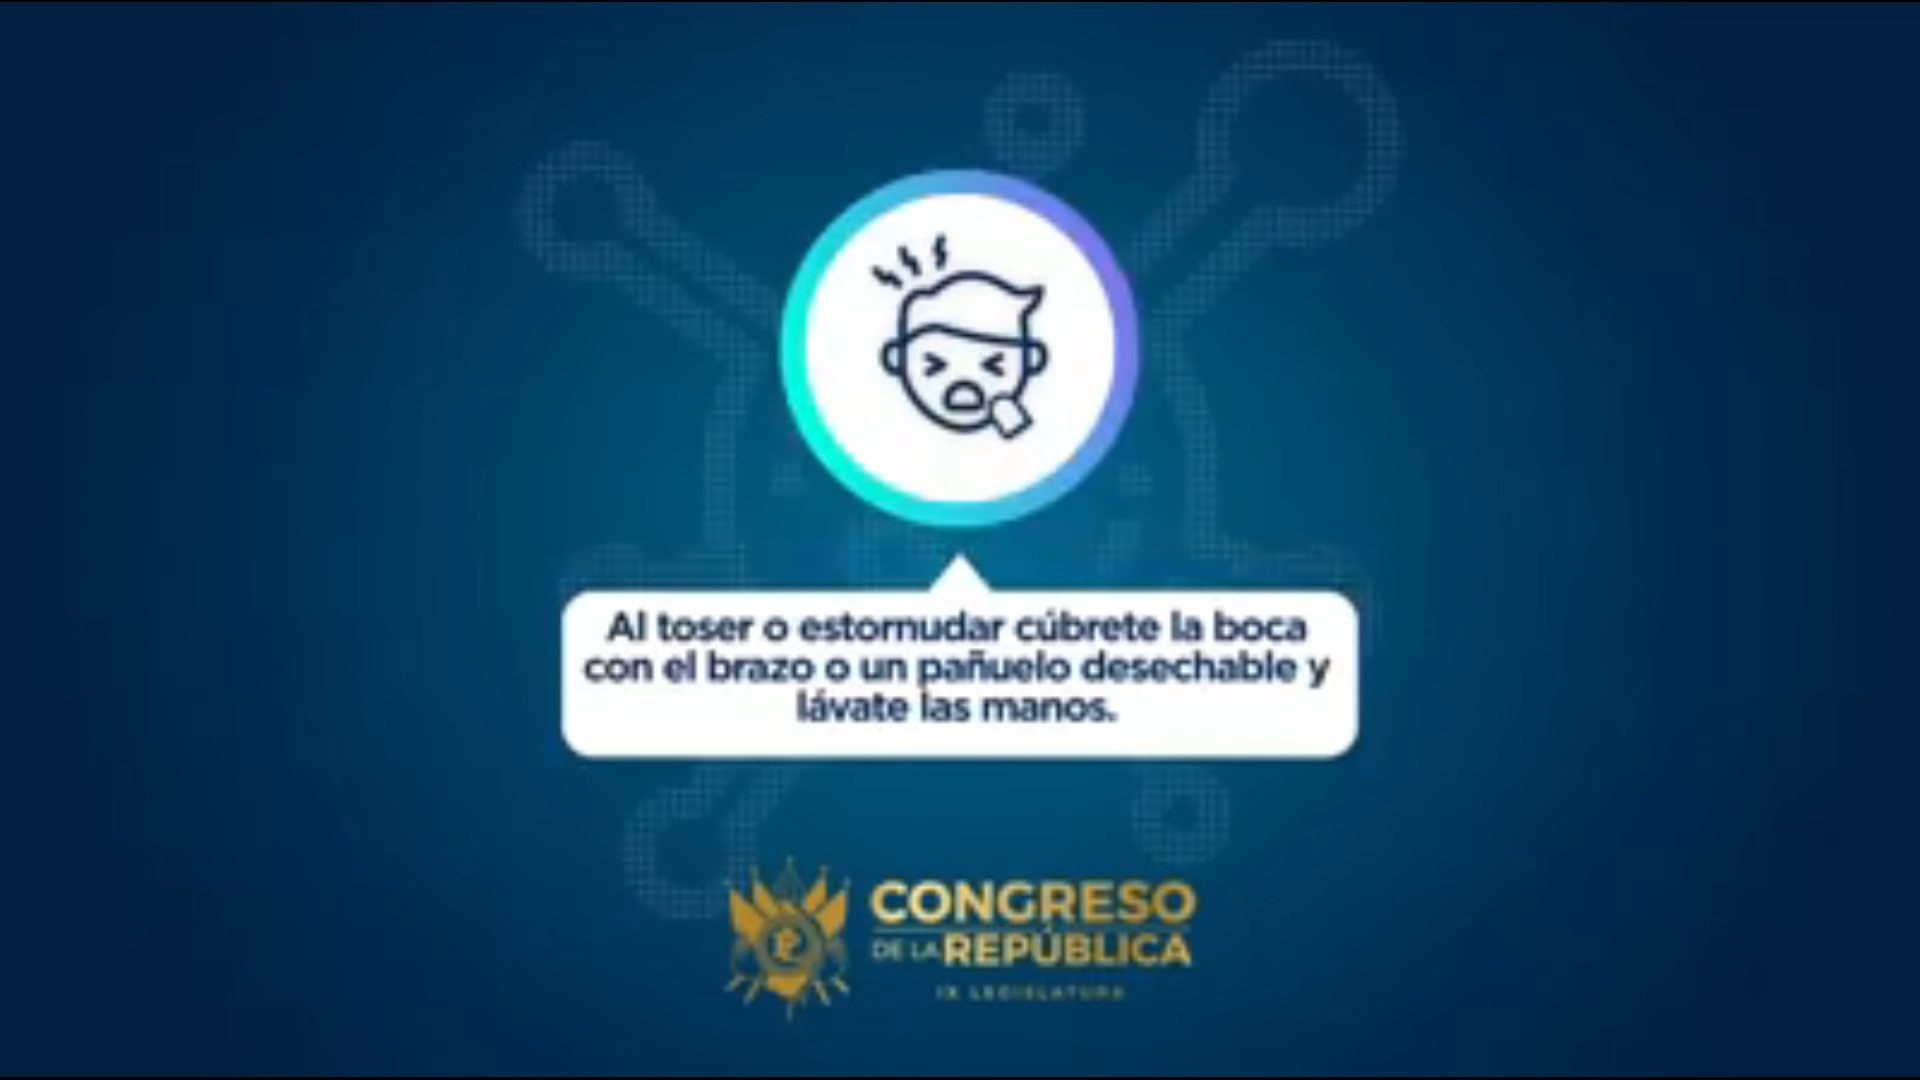 Al toser o estornudar cúbrete la boca
con el brazo o un pañuelo desechable y
lávate las manos.
CONGRESO
DE LA REPÚBLICA
IX LEGISLATURA